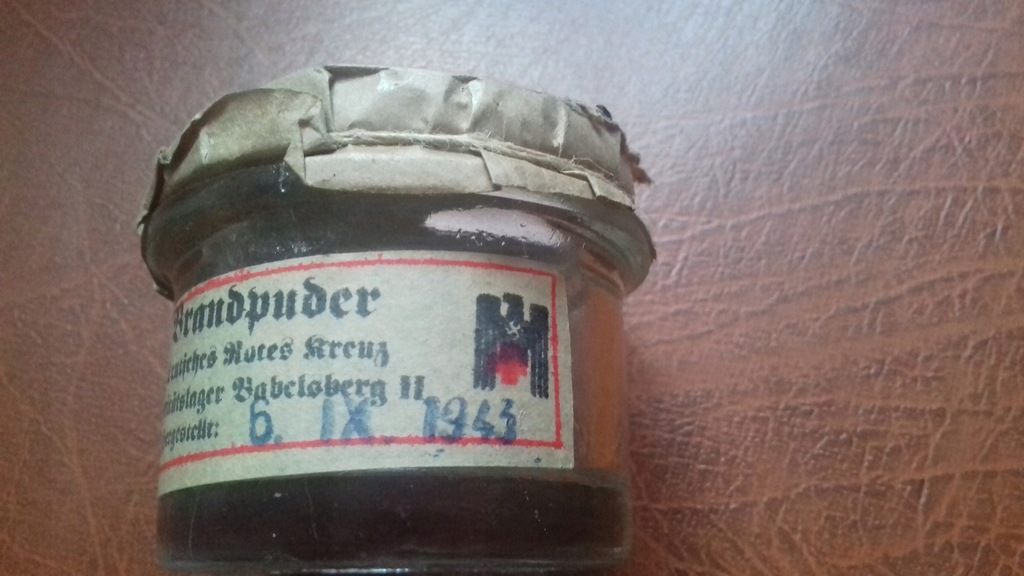 Brandpuder
Rotes Kreuz
Babelsberg II
6. IX. 1943